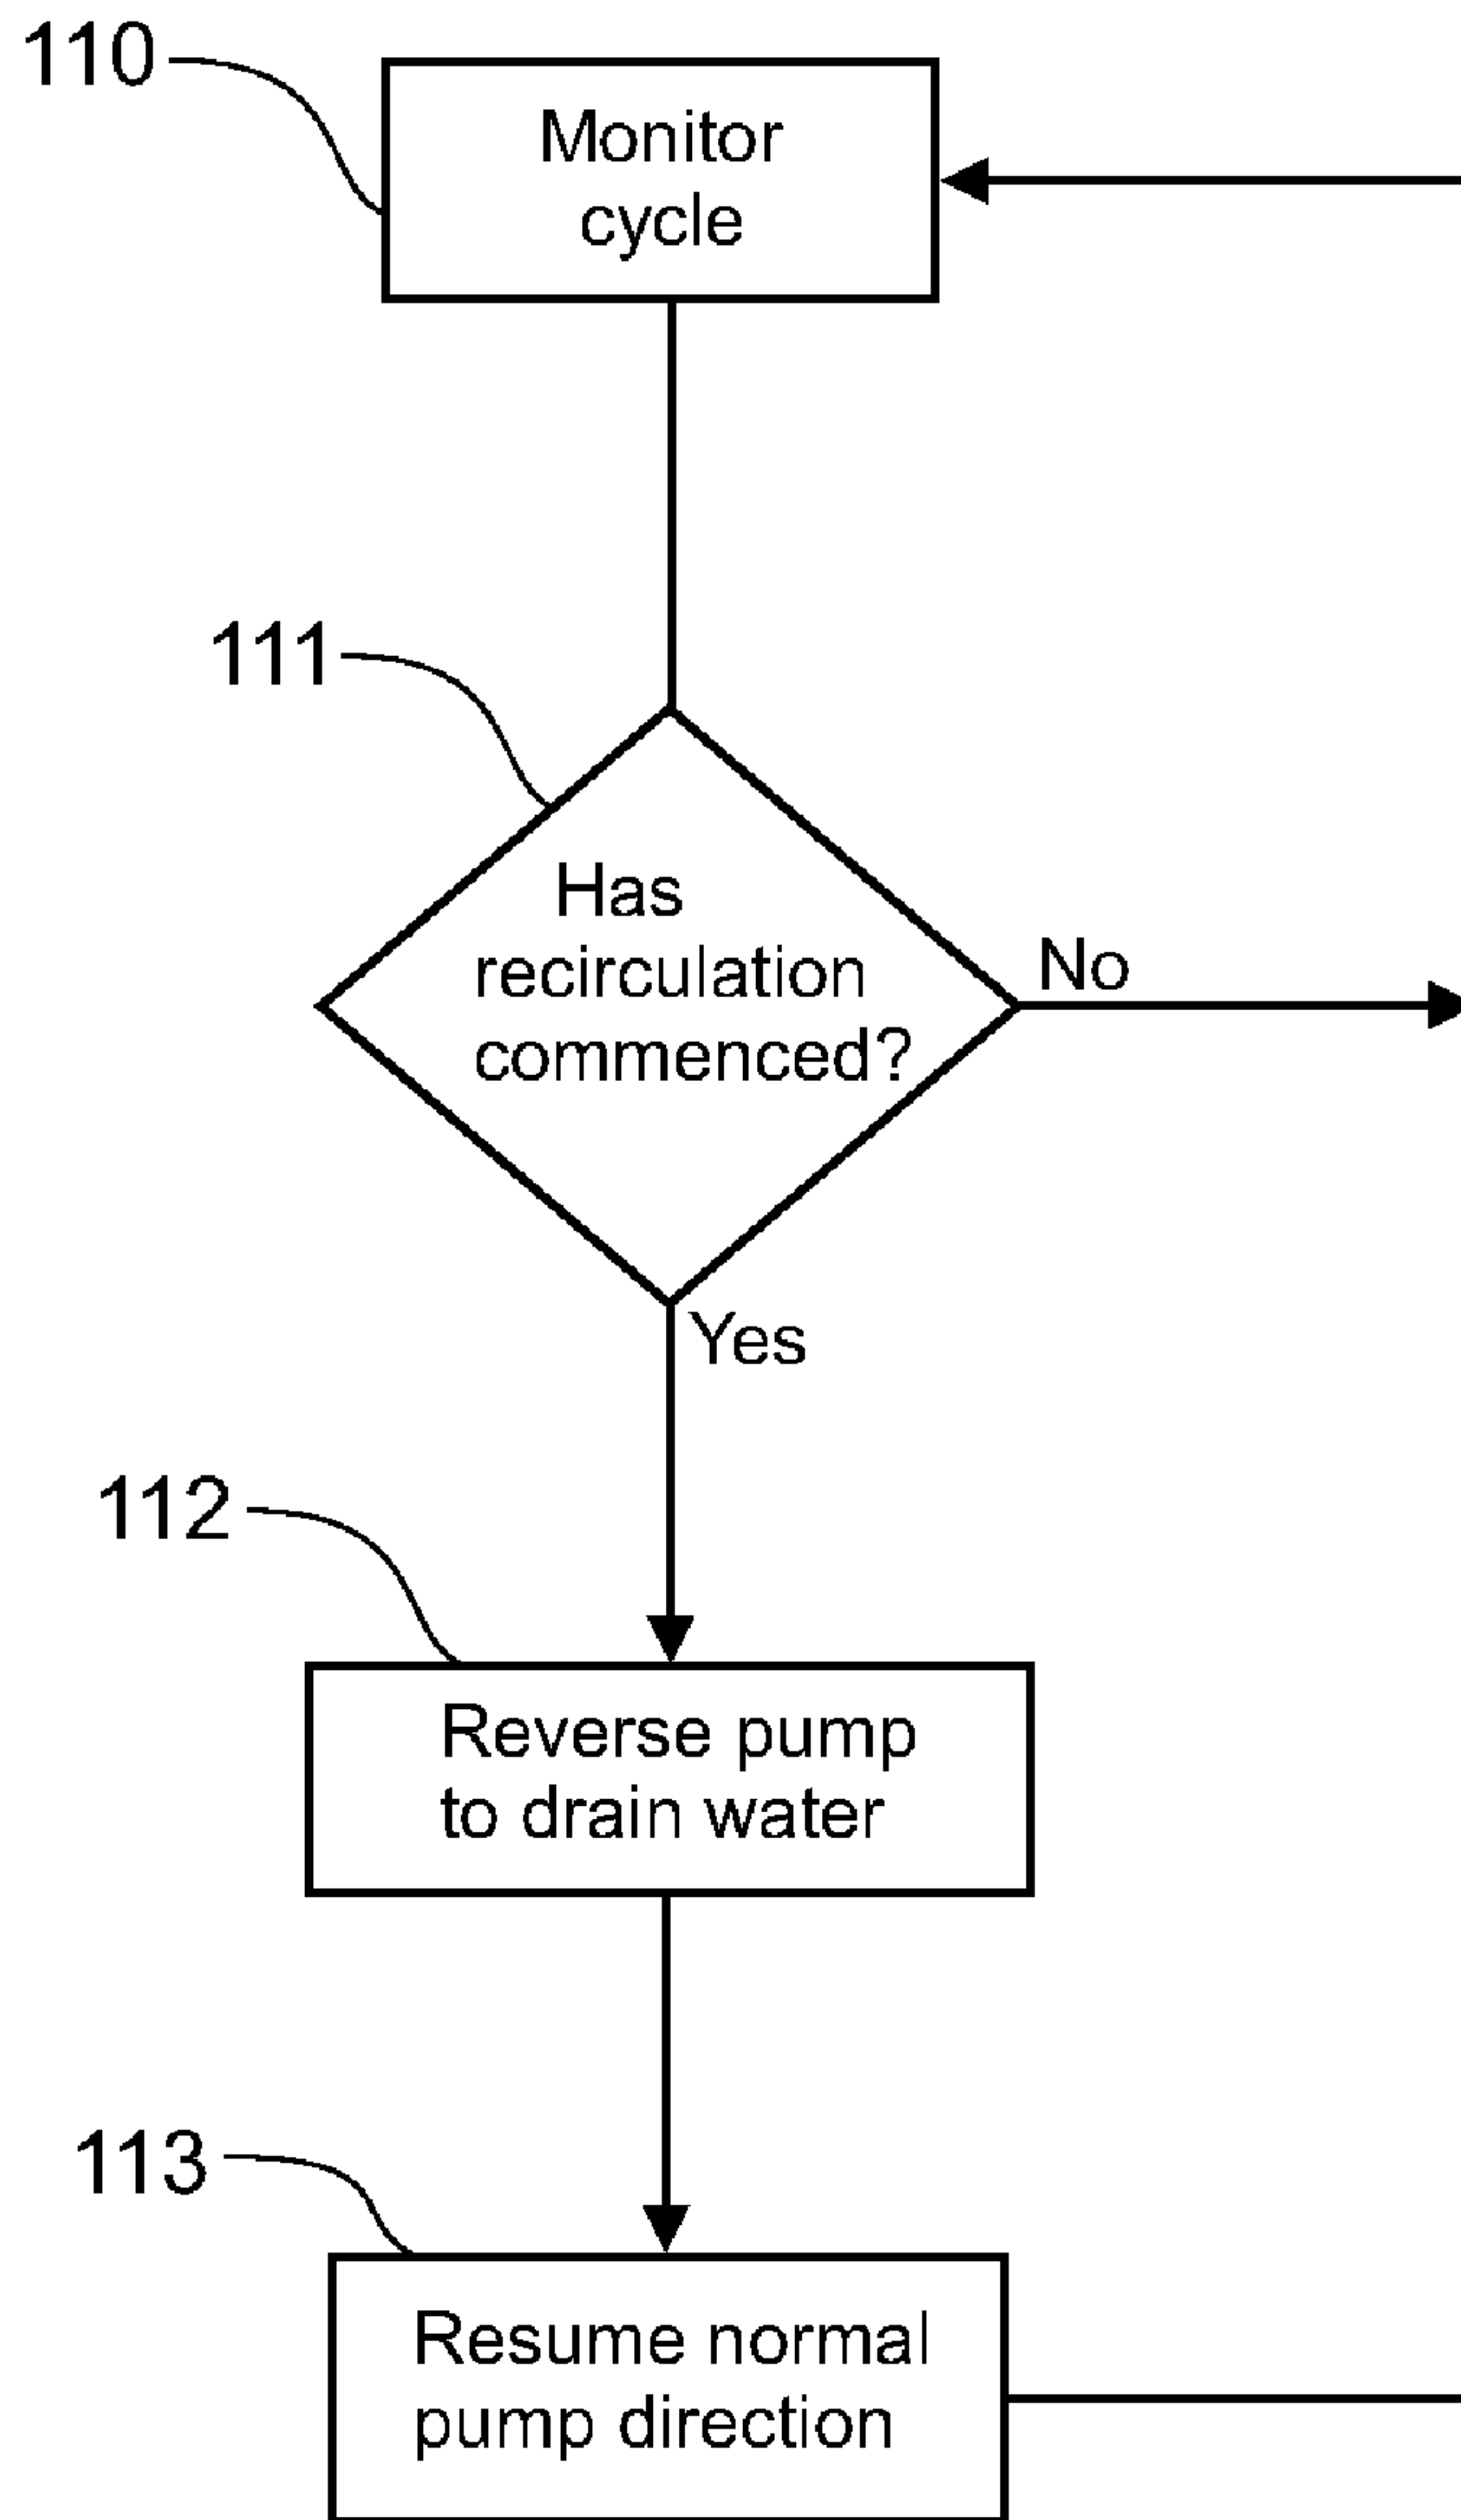 110
Monitor
cycle
111
Has
recirculation
commenced?
No
Yes
112
Reverse pump
to drain water
113
Resume normal
pump direction